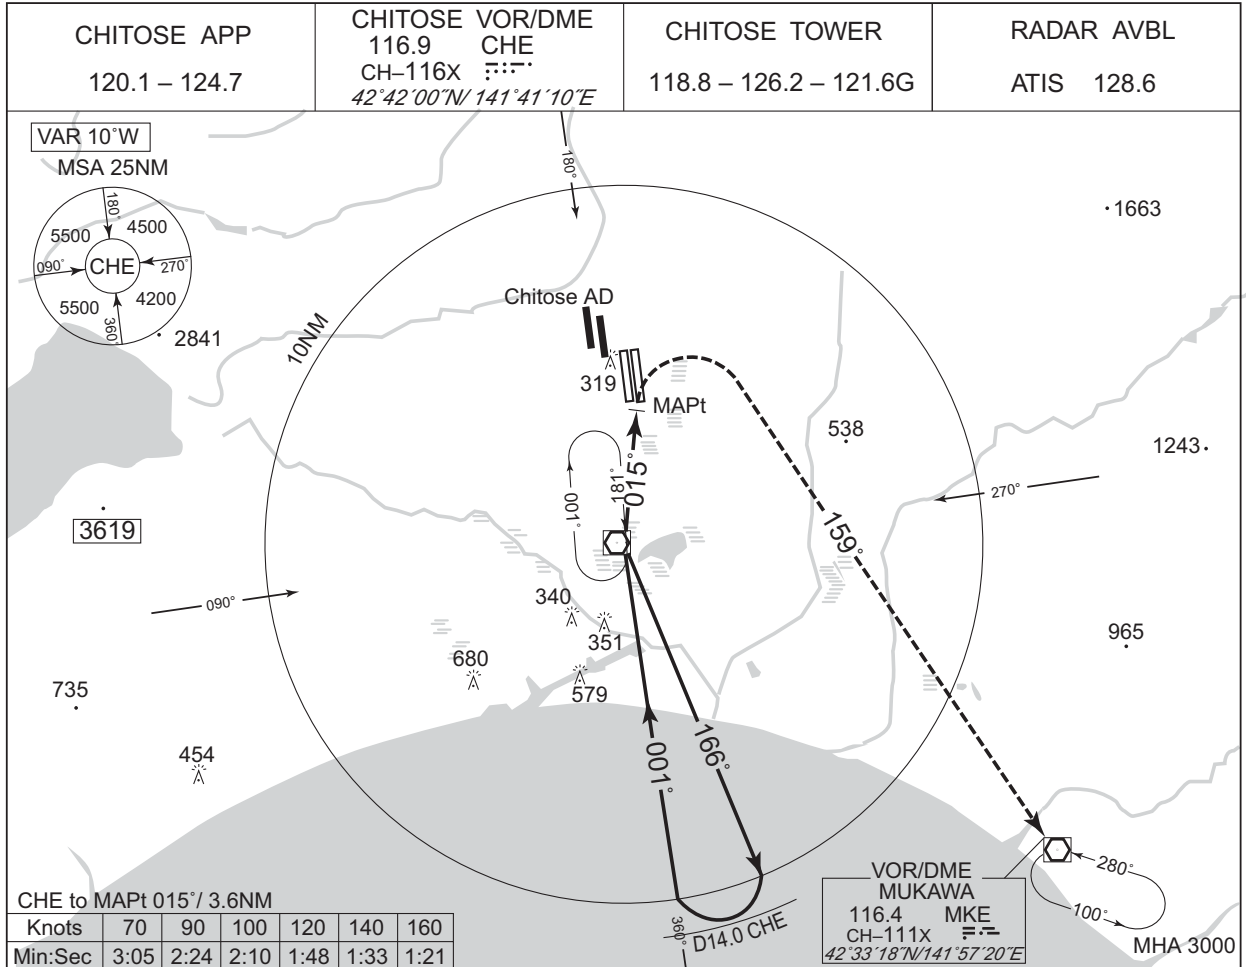 CHITOSE APP
120.1 – 124.7
CHITOSE VOR/DME
116.9 CHE
CH–116X
42°42′00″N/ 141°41′10″E
CHITOSE TOWER
118.8 – 126.2 – 121.6G
RADAR AVBL
ATIS 128.6
VAR 10°W
MSA 25NM
180°
5500 4500
090° CHE 270°
5500 4200
360°
2841
180°
1663
10NM
Chitose AD
319
MAPt
538
1243
3619
001°
181°
015°
270°
159°
090°
340
351
965
680
579
735
454
001°
166°
VOR/DME
MUKAWA
116.4 MKE
CH–111X
42°33′18″N/141°57′20″E
280°
100°
MHA 3000
360°
D14.0 CHE
CHE to MAPt 015°/ 3.6NM
Knots 70 90 100 120 140 160
Min:Sec 3:05 2:24 2:10 1:48 1:33 1:21